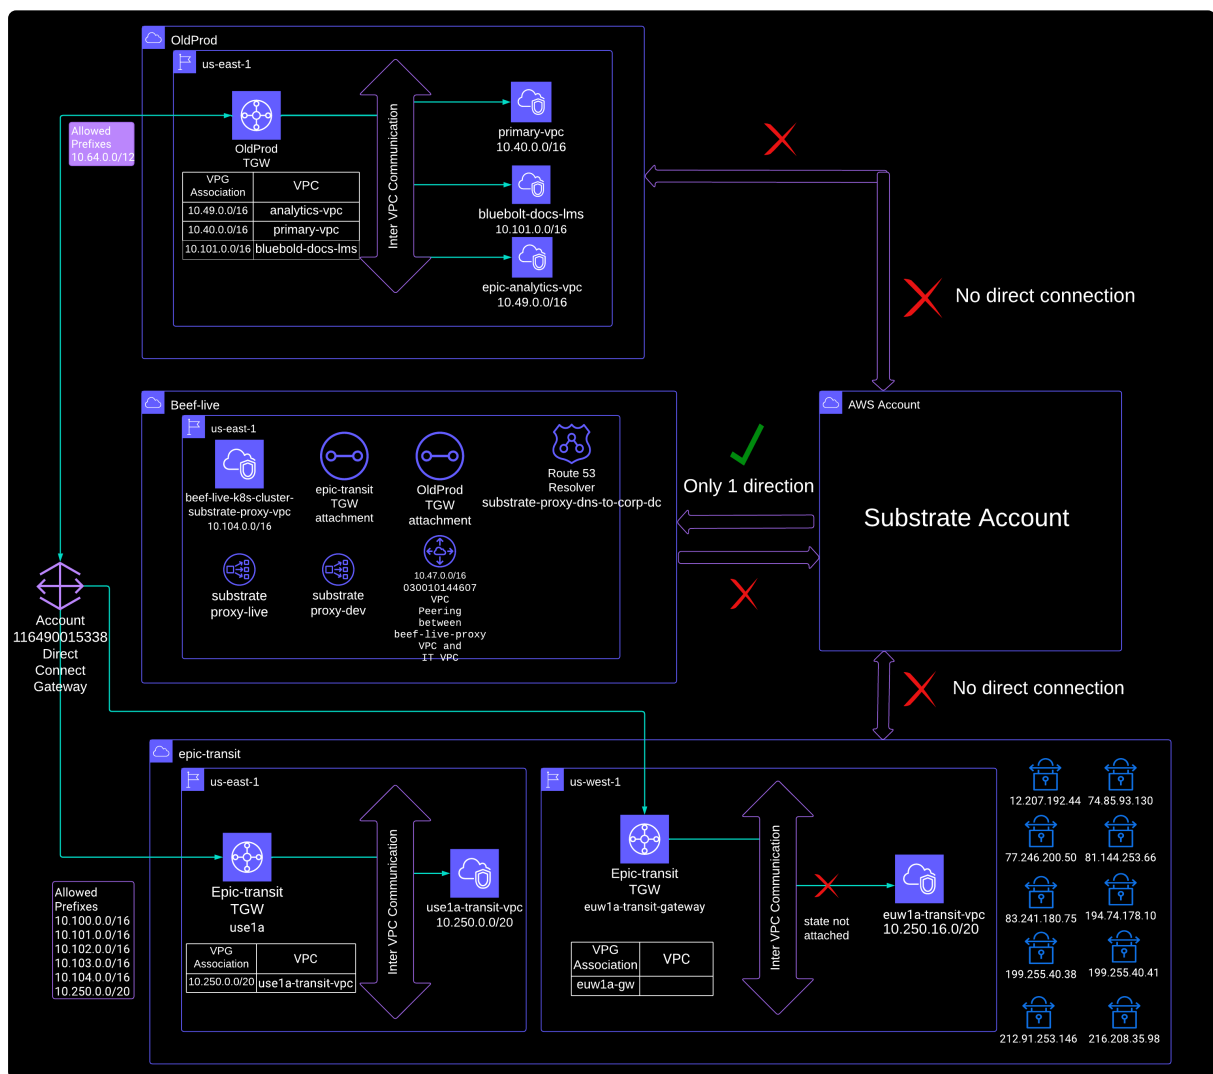 OldProd
us-east-1
Allowed
Prefixes
10.64.0.0/12
OldProd
TGW
VPG
Association
VPC
10.49.0.0/16
analytics-vpc
10.40.0.0/16
primary-vpc
10.101.0.0/16
bluebold-docs-lms
Inter VPC Communication
primary-vpc
10.40.0.0/16
bluebolt-docs-lms
10.101.0.0/16
epic-analytics-vpc
10.49.0.0/16
No direct connection
Beef-live
us-east-1
beef-live-k8s-cluster-
substrate-proxy-vpc
10.104.0.0/16
epic-transit
TGW
attachment
OldProd
TGW
attachment
Route 53
Resolver
substrate-proxy-dns-to-corp-dc
substrate
proxy-live
substrate
proxy-dev
10.47.0.0/16
030010144607
VPC
Peering
between
beef-live-proxy
VPC and
IT VPC
Only 1 direction
AWS Account
Substrate Account
Account
116490015338
Direct
Connect
Gateway
No direct connection
epic-transit
us-east-1
Epic-transit
TGW
use1a
VPG
Association
VPC
10.250.0.0/20
use1a-transit-vpc
Inter VPC Communication
use1a-transit-vpc
10.250.0.0/20
Allowed
Prefixes
10.100.0.0/16
10.101.0.0/16
10.102.0.0/16
10.103.0.0/16
10.104.0.0/16
10.250.0.0/20
us-west-1
Epic-transit
TGW
euw1a-transit-gateway
VPG
Association
VPC
euw1a-gw
Inter VPC Communication
state not
attached
euw1a-transit-vpc
10.250.16.0/20
12.207.192.44
74.85.93.130
77.246.200.50
81.144.253.66
83.241.180.75
194.74.178.10
199.255.40.38
199.255.40.41
212.91.253.146
216.208.35.98